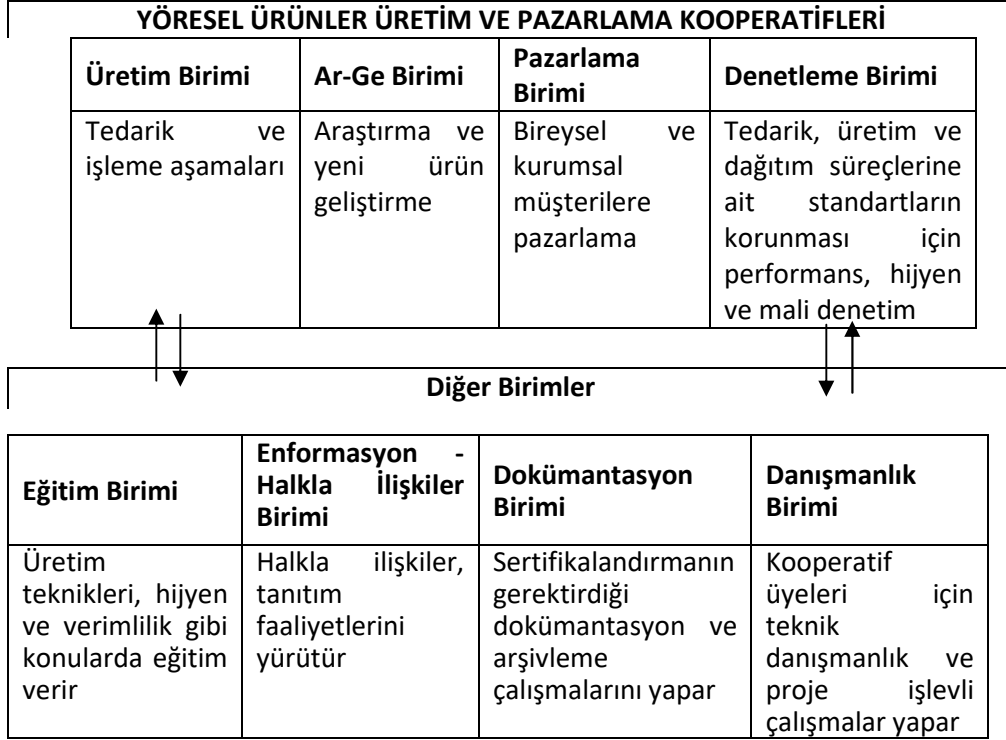 YÖRESEL ÜRÜNLER ÜRETİM VE PAZARLAMA KOOPERATİFLERİ
Üretim Birimi
Ar-Ge Birimi
Pazarlama
Birimi
Denetleme Birimi
Tedarik ve
işleme aşamaları
Araştırma ve
yeni ürün
geliştirme
Bireysel ve
kurumsal
müşterilere
pazarlama
Tedarik, üretim ve
dağıtım süreçlerine
ait standartların
korunması için
performans, hijyen
ve mali denetim
Diğer Birimler
Eğitim Birimi
Enformasyon -
Halkla İlişkiler
Birimi
Dokümantasyon
Birimi
Danışmanlık
Birimi
Üretim
teknikleri, hijyen
ve verimlilik gibi
konularda eğitim
verir
Halkla ilişkiler,
tanıtım
faaliyetlerini
yürütür
Sertifikalandırmanın
gerektirdiği
dokümantasyon ve
arşivleme
çalışmalarını yapar
Kooperatif
üyeleri için
teknik
danışmanlık ve
proje işlevli
çalışmalar yapar